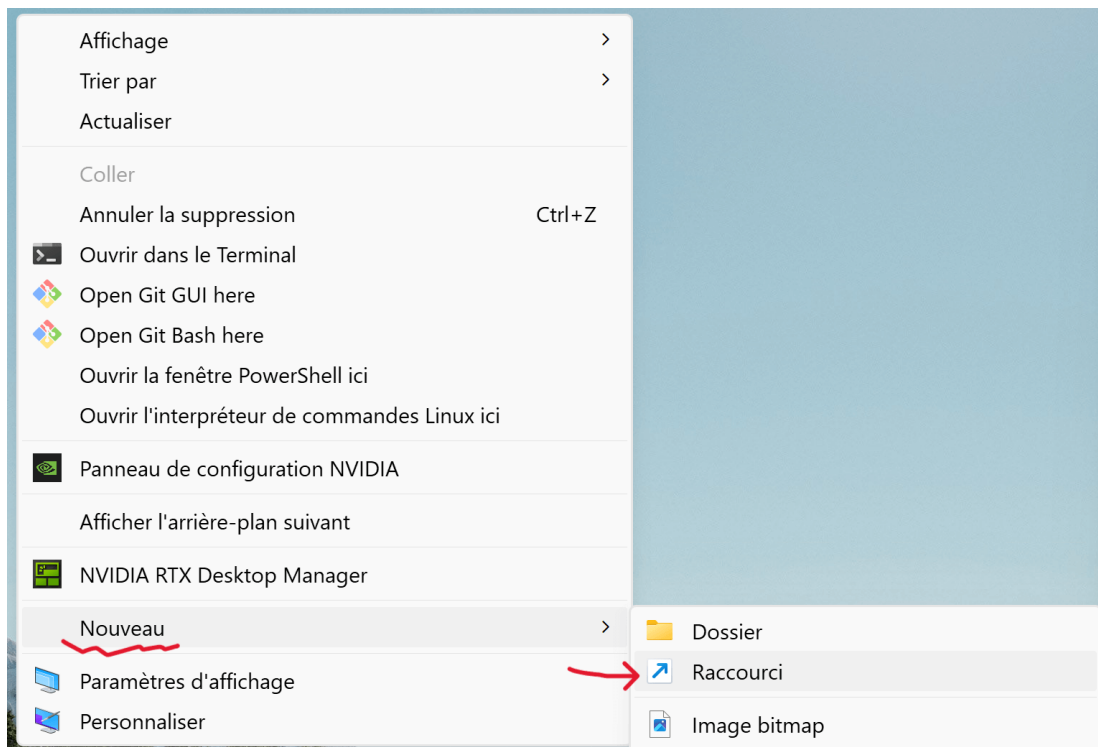 Affichage
Trier par
Actualiser
Coller
Annuler la suppression Ctrl+Z
Ouvrir dans le Terminal
Open Git GUI here
Open Git Bash here
Ouvrir la fenêtre PowerShell ici
Ouvrir l'interpréteur de commandes Linux ici
Panneau de configuration NVIDIA
Afficher l'arrière-plan suivant
NVIDIA RTX Desktop Manager
Nouveau
Paramètres d'affichage
Personnaliser
Dossier
Raccourci
Image bitmap